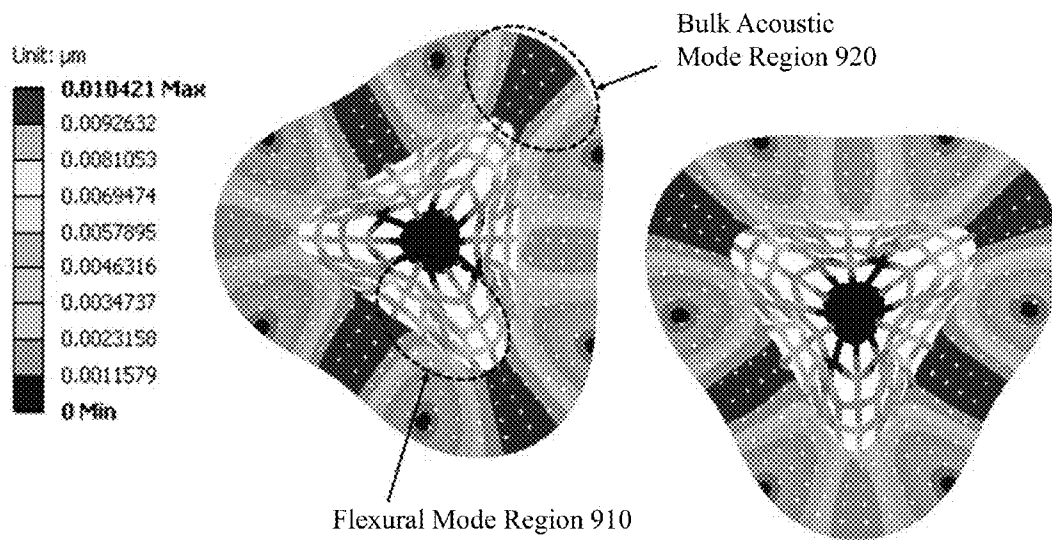 Bulk Acoustic
Mode Region 920
Unit: μm
0.010421 Max
0.0092632
0.0081053
0.0069474
0.0057895
0.0046316
0.0034737
0.0023158
0.0011579
0 Min
Flexural Mode Region 910